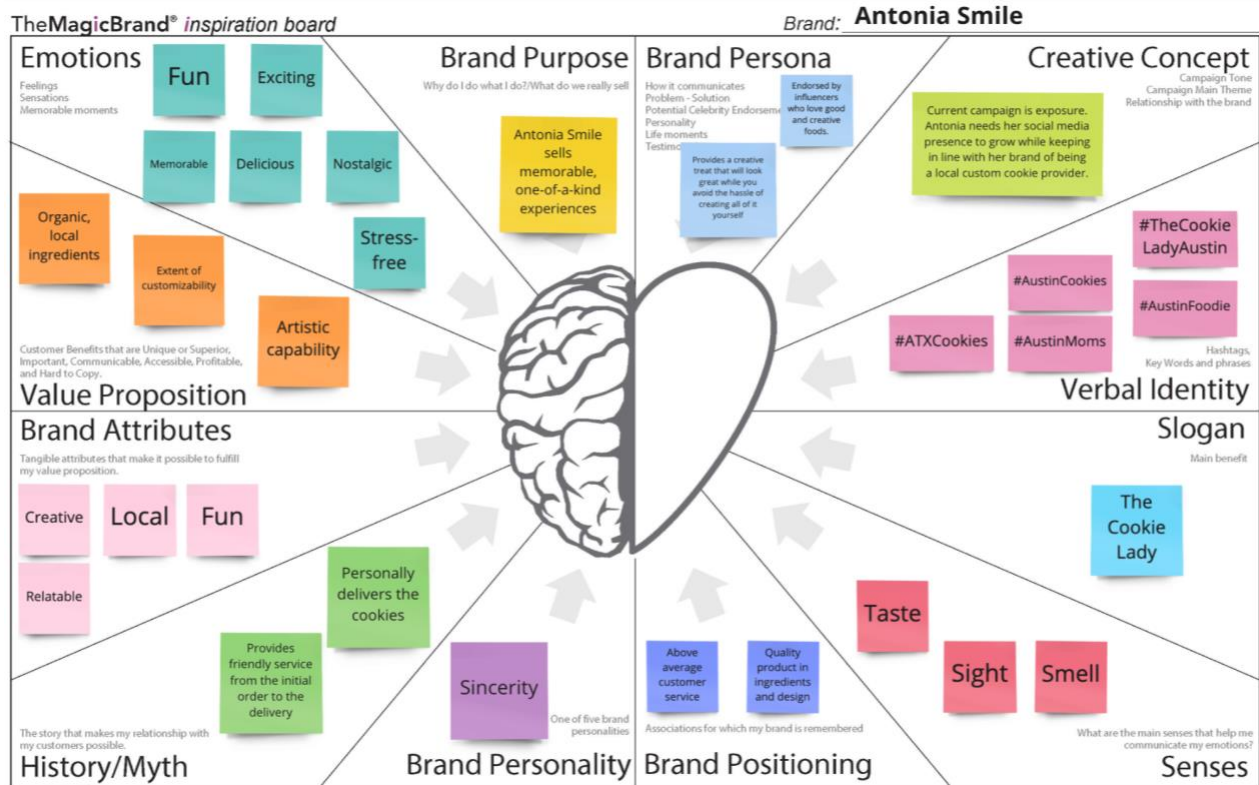 TheMagicBrand® inspiration board
Brand: Antonia Smile
Emotions
Feelings
Sensations
Memorable moments
Fun
Exciting
Memorable
Delicious
Nostalgic
Stress-
free
Brand Purpose
Why do I do what I do?/What do we really sell
Antonia Smile
sells
memorable,
one-of-a-kind
experiences
Brand Persona
How it communicates
Problem - Solution
Potential Celebrity Endorseme
Personality
Life moments
Testimo
Endorsed by
influencers
who love good
and creative
foods.
Provides a creative
treat that will look
great while you
avoid the hassle of
creating all of it
yourself
Creative Concept
Campaign Tone
Campaign Main Theme
Relationship with the brand
Current campaign is exposure.
Antonia needs her social media
presence to grow while keeping
in line with her brand of being
a local custom cookie provider.
Organic,
local
ingredients
Extent of
customizability
Artistic
capability
Customer Benefits that are Unique or Superior,
Important, Communicable, Accessible, Profitable,
and Hard to Copy.
Value Proposition
#TheCookie
LadyAustin
#AustinCookies
#AustinFoodie
#ATXCookies
#AustinMoms
Hashtags,
Key Words and phrases
Verbal Identity
Brand Attributes
Tangible attributes that make it possible to fulfill
my value proposition.
Creative
Local
Fun
Relatable
Slogan
Main benefit
The
Cookie
Lady
Personally
delivers the
cookies
Provides
friendly service
from the initial
order to the
delivery
The story that makes my relationship with
my customers possible.
History/Myth
Sincerity
One of five brand
personalities
Brand Personality
Above
average
customer
service
Quality
product in
ingredients
and design
Associations for which my brand is remembered
Brand Positioning
Taste
Sight
Smell
What are the main senses that help me
communicate my emotions?
Senses